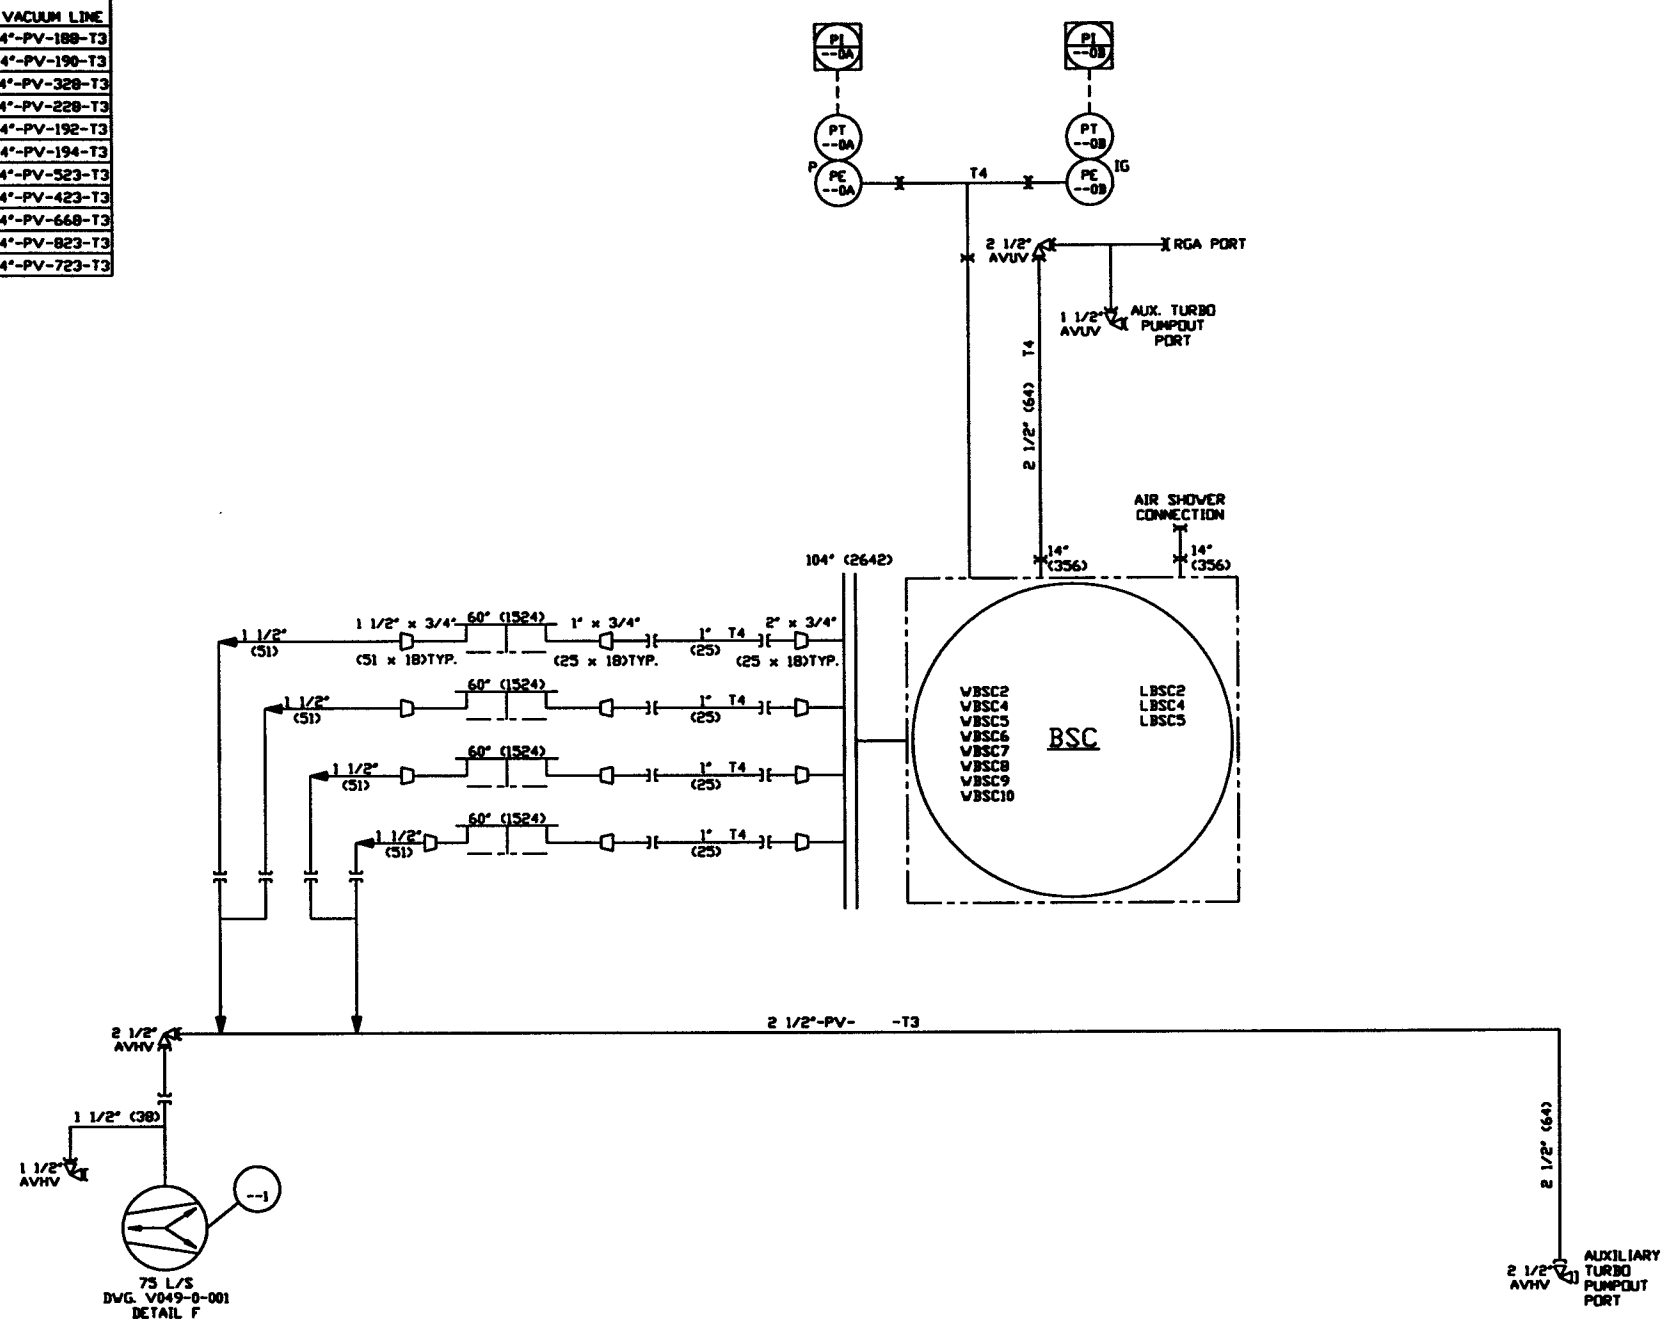 VACUUM LINE
4"-PV-188-T3
4"-PV-190-T3
4"-PV-328-T3
4"-PV-228-T3
4"-PV-192-T3
4"-PV-194-T3
4"-PV-523-T3
4"-PV-423-T3
4"-PV-668-T3
4"-PV-823-T3
4"-PV-723-T3
PI
--0A
PI
--0B
PT
--0A
PT
--0B
P
PE
--0A
T4
PE
--0B
IG
2 1/2"
AVUV
RGA PORT
1 1/2"
AVUV
AUX. TURBO
PUMPOUT
PORT
2 1/2" (64) T4
AIR SHOWER
CONNECTION
14"
(356)
14"
(356)
104" (2642)
1 1/2"
(51)
1 1/2" x 3/4"
(51 x 18)TYP.
60" (1524)
1" x 3/4"
(25 x 18)TYP.
1" T4
(25)
2" x 3/4"
(25 x 18)TYP.
1 1/2"
(51)
60" (1524)
1" T4
(25)
1 1/2"
(51)
60" (1524)
1" T4
(25)
1 1/2"
(51)
60" (1524)
1" T4
(25)
WBSC2
WBSC4
WBSC5
WBSC6
WBSC7
WBSC8
WBSC9
WBSC10
BSC
LBSC2
LBSC4
LBSC5
2 1/2"
AVHV
2 1/2"-PV- -T3
1 1/2" (38)
1 1/2"
AVHV
--1
75 L/S
DWG. V049-0-001
DETAIL F
2 1/2" (64)
2 1/2"
AVHV
AUXILIARY
TURBO
PUMPOUT
PORT